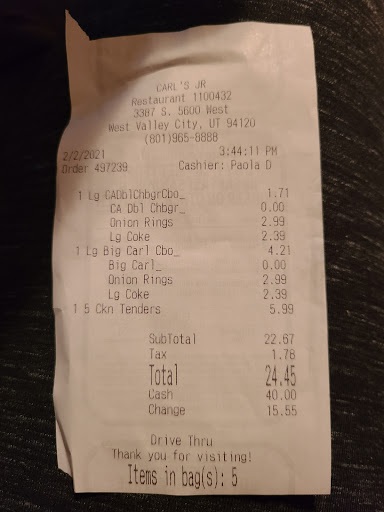 CARL'S JR
Restaurant 1100432
3387 S. 5600 West
West Valley City, UT 94120
(801)965-8888
2/2/2021 3:44:11 PM
Order 497239 Cashier: Paola D
1 Lg CADblChbgrCbo_ 1.71
CA Dbl Chbgr_ 0.00
Onion Rings 2.99
Lg Coke 2.39
1 Lg Big Carl Cbo_ 4.21
Big Carl_ 0.00
Onion Rings 2.99
Lg Coke 2.39
1 5 Ckn Tenders 5.99
SubTotal 22.67
Tax 1.78
Total 24.45
Cash 40.00
Change 15.55
Drive Thru
Thank you for visiting!
Items in bag(s): 5